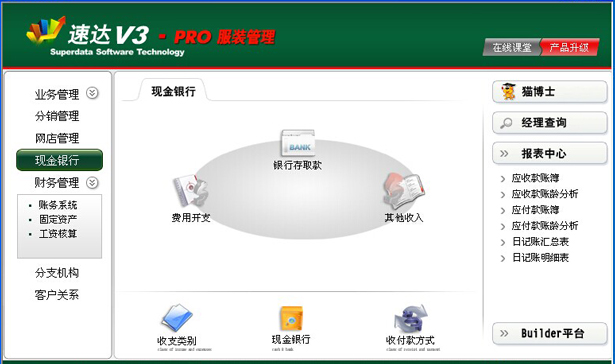 速达 V3 - PRO 服装管理
Superdata Software Technology
在线课堂 产品升级
业务管理
分销管理
网店管理
现金银行
财务管理
账务系统
固定资产
工资核算
分支机构
客户关系
现金银行
BANK
银行存取款
费用开支
其他收入
收支类别
现金银行
cash & bank
收付款方式
猫博士
经理查询
报表中心
应收款账簿
应收款账龄分析
应付款账簿
应付款账龄分析
日记账汇总表
日记账明细表
Builder平台